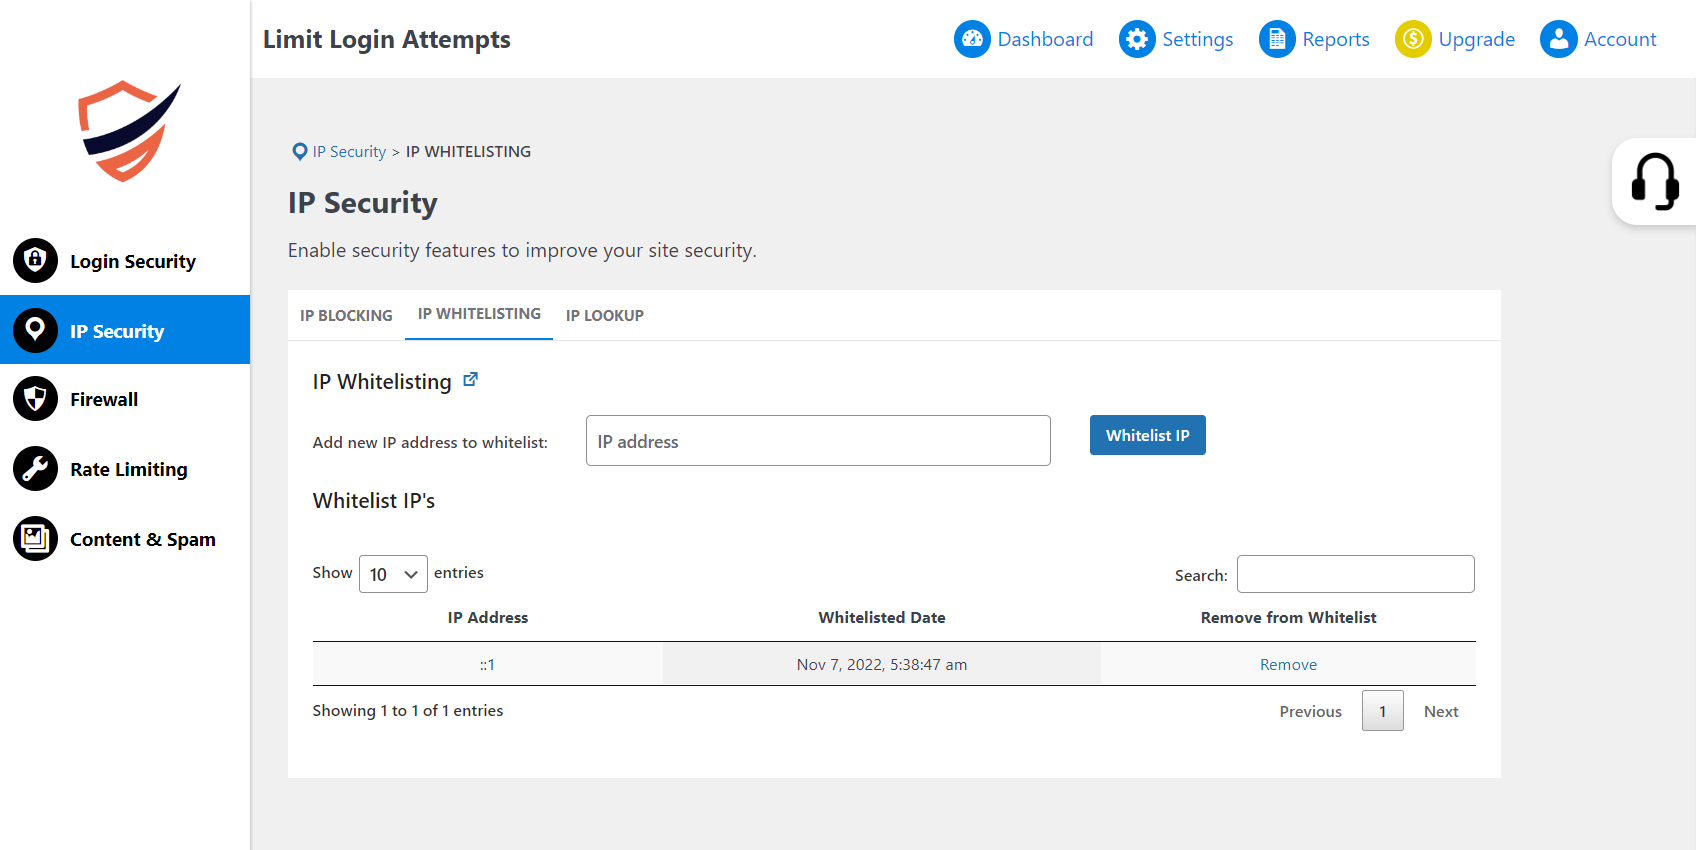 Limit Login Attempts
Dashboard
Settings
Reports
Upgrade
Account
Login Security
IP Security
Firewall
Rate Limiting
Content & Spam
IP Security > IP WHITELISTING
IP Security
Enable security features to improve your site security.
IP BLOCKING
IP WHITELISTING
IP LOOKUP
IP Whitelisting
Add new IP address to whitelist:
IP address
Whitelist IP
Whitelist IP's
Show 10 entries
Search:
IP Address
Whitelisted Date
Remove from Whitelist
::1
Nov 7, 2022, 5:38:47 am
Remove
Showing 1 to 1 of 1 entries
Previous
1
Next